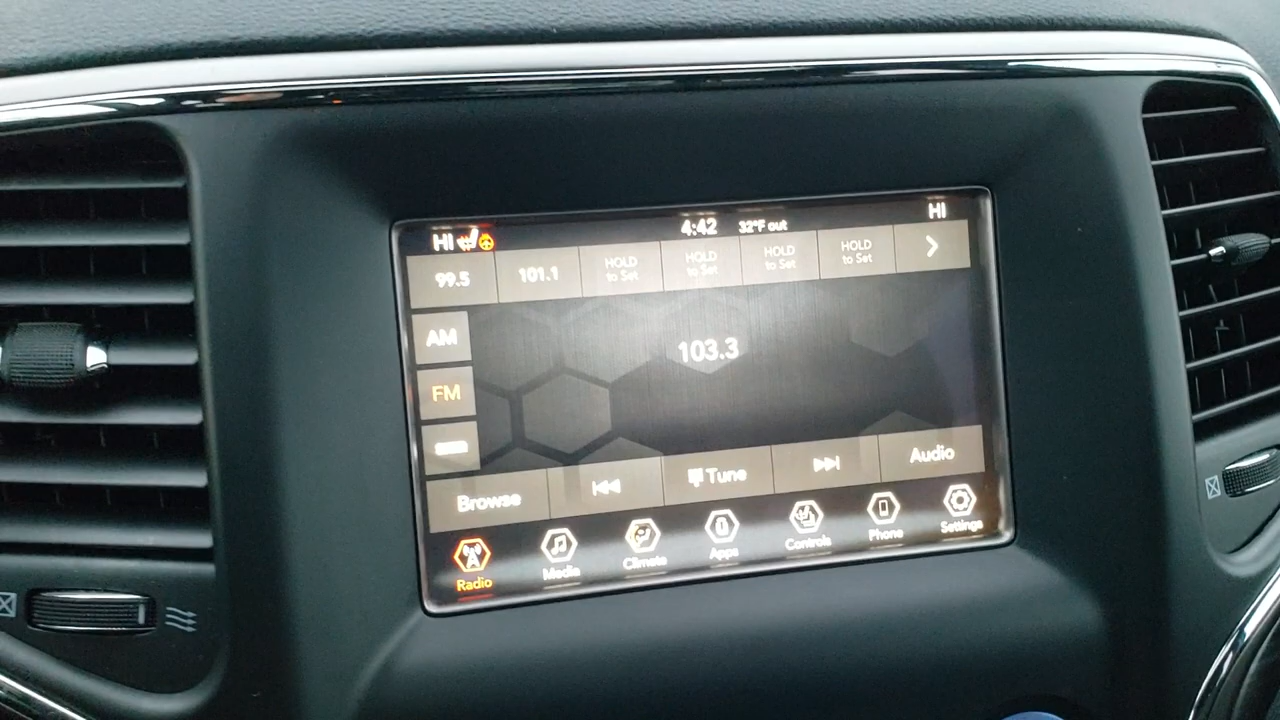 HI 4:42 32°F out HI
99.5 101.1 HOLD to Set HOLD to Set HOLD to Set HOLD to Set
AM
103.3
FM
Browse Tune Audio
Radio Media Climate Apps Controls Phone Settings